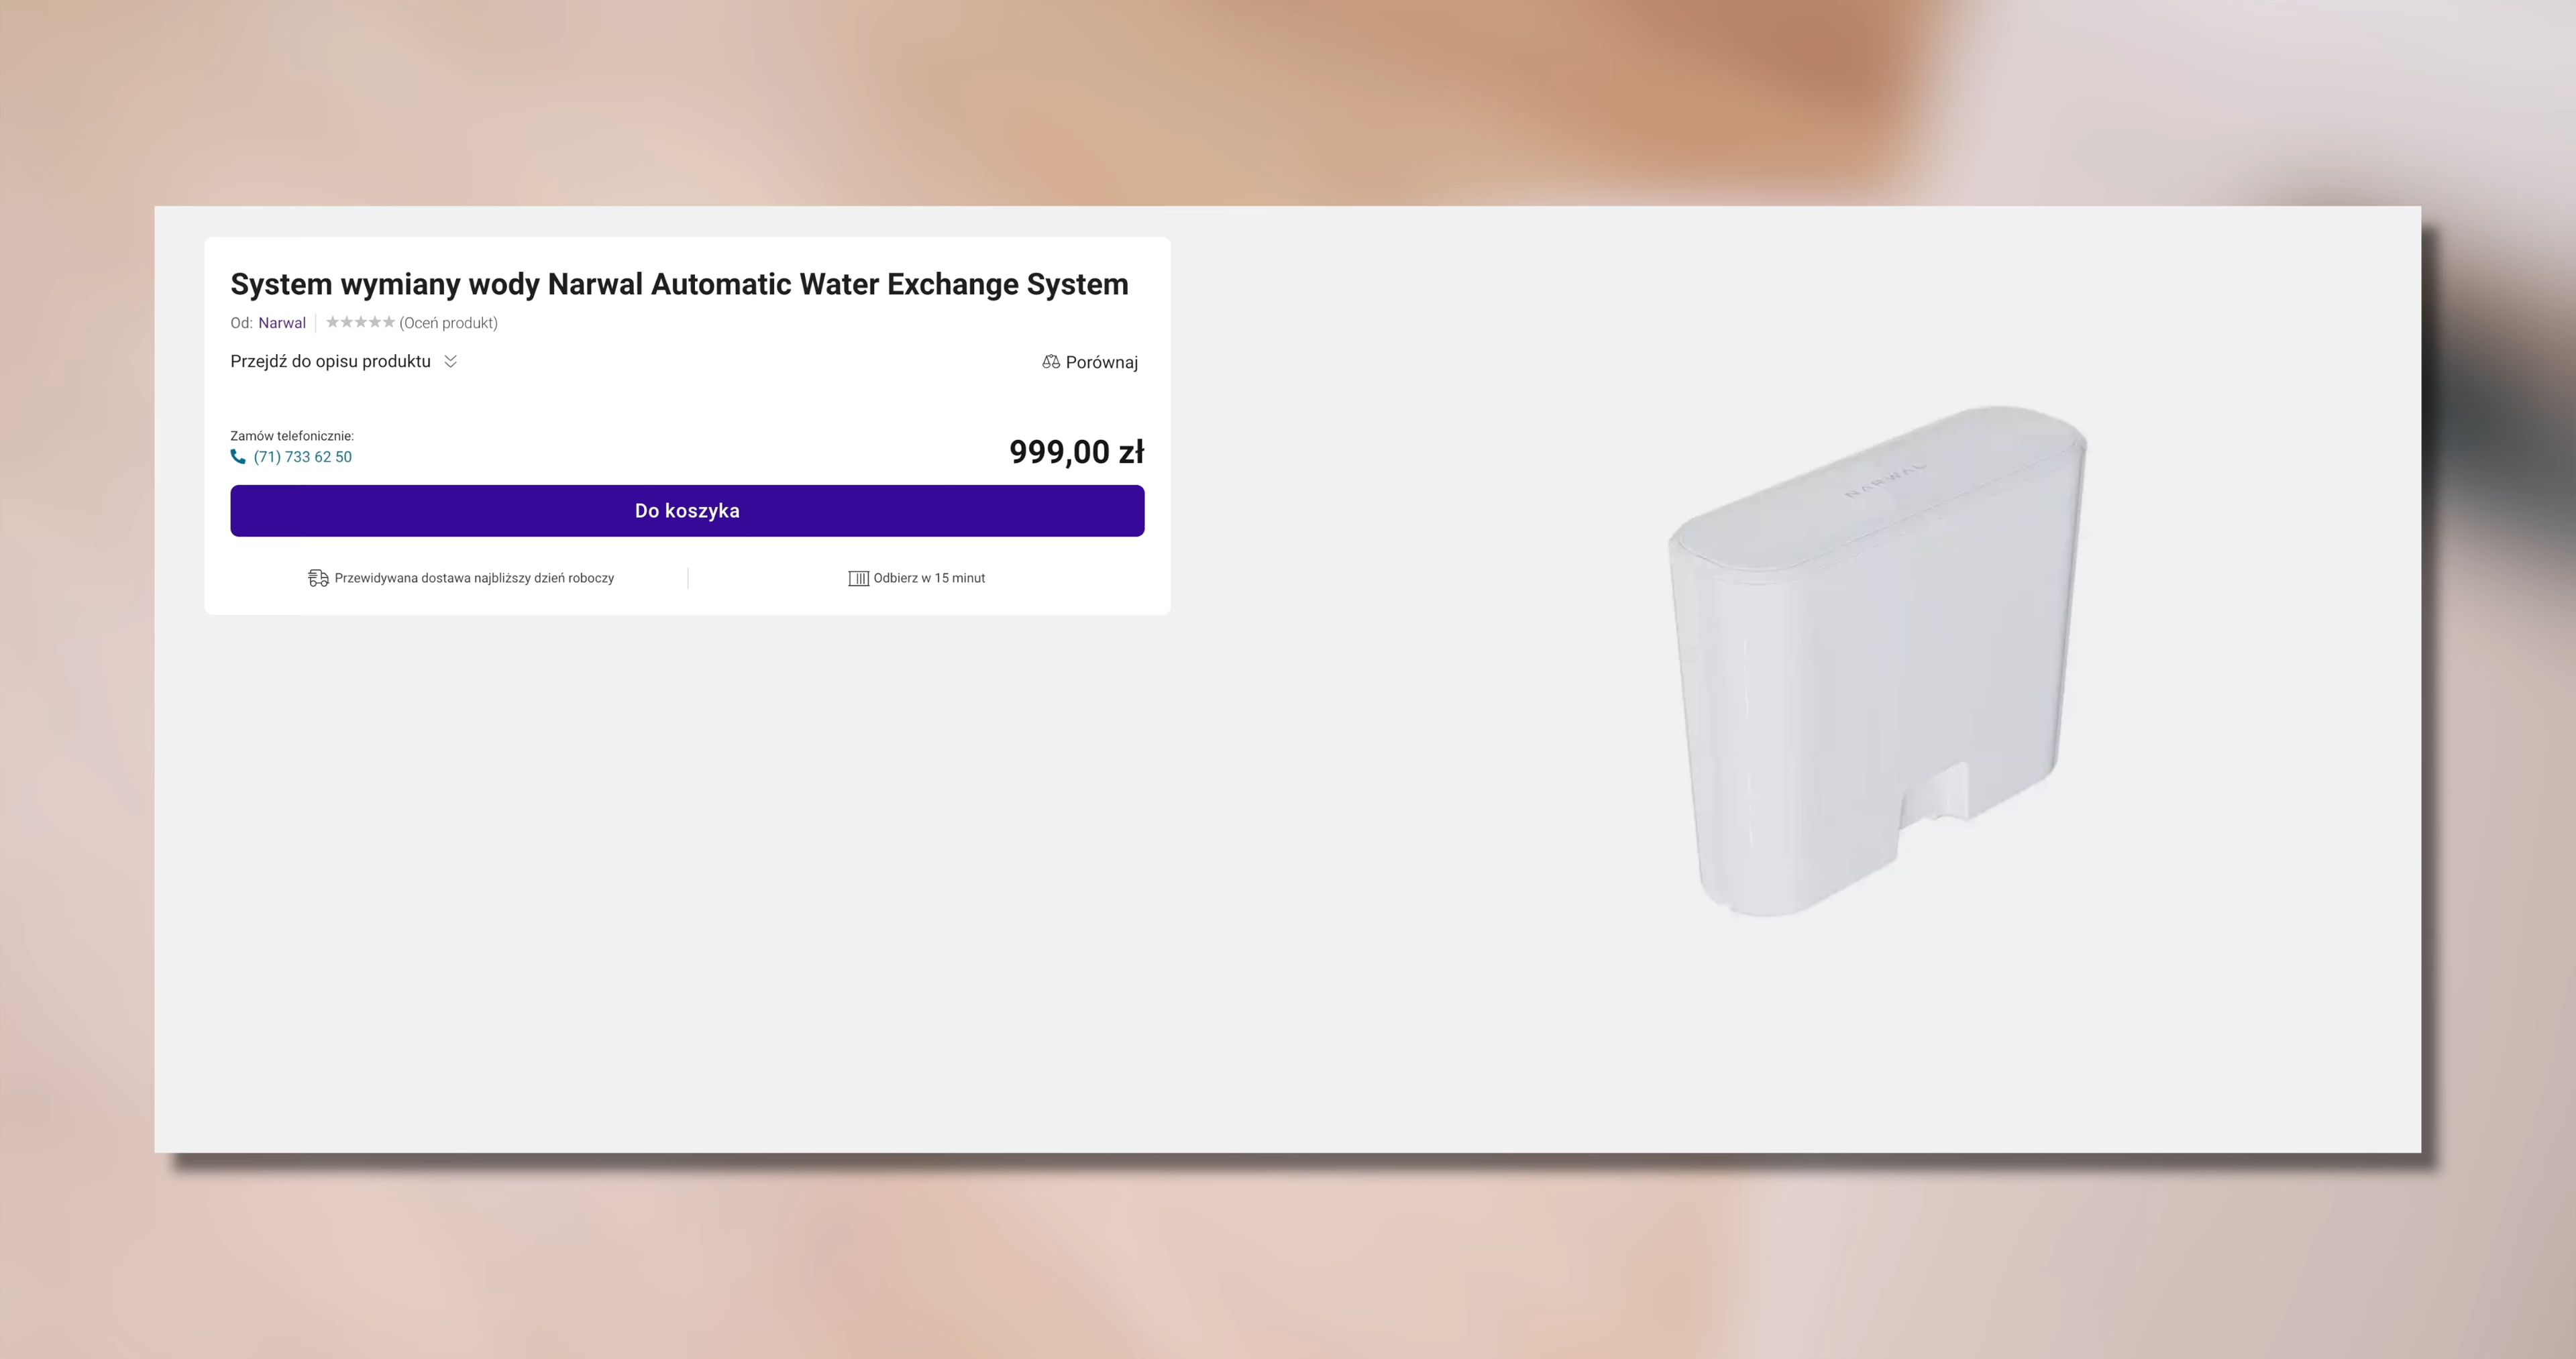 System wymiany wody Narwal Automatic Water Exchange System
Od: Narwal (Oceń produkt)
Przejdź do opisu produktu
Porównaj
Zamów telefonicznie:
(71) 733 62 50
999,00 zł
Do koszyka
Przewidywana dostawa najbliższy dzień roboczy
Odbierz w 15 minut
NARWAL